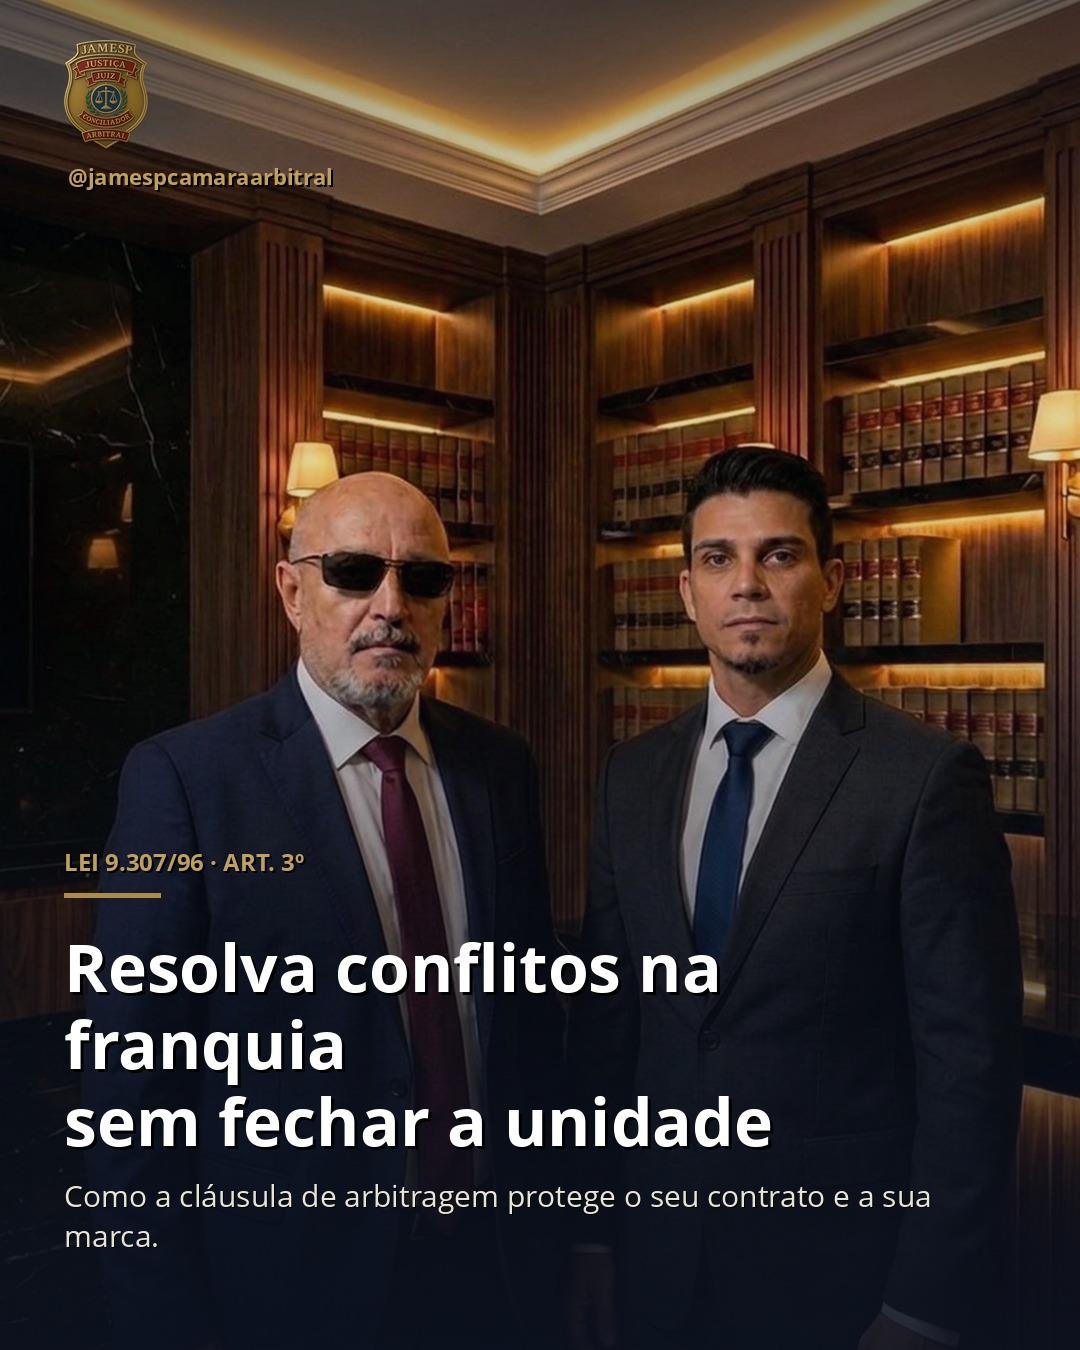 JAMESP
JUSTIÇA
JUIZ
CONCILIADOR
ARBITRAL
@jamespcamaraarbitral
LEI 9.307/96 · ART. 3º
Resolva conflitos na
franquia
sem fechar a unidade
Como a cláusula de arbitragem protege o seu contrato e a sua
marca.